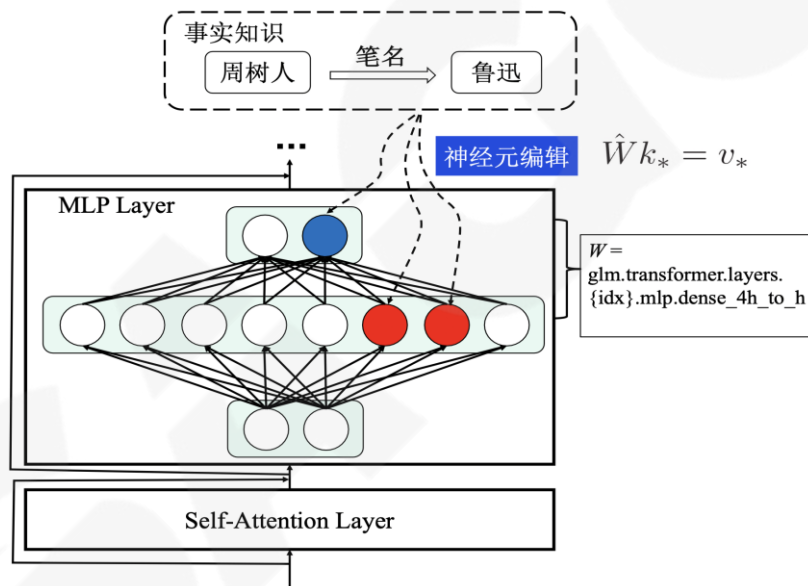 事实知识
周树人
笔名
鲁迅
...
神经元编辑
Ŵk* = v*
MLP Layer
W =
glm.transformer.layers.
{idx}.mlp.dense_4h_to_h
Self-Attention Layer